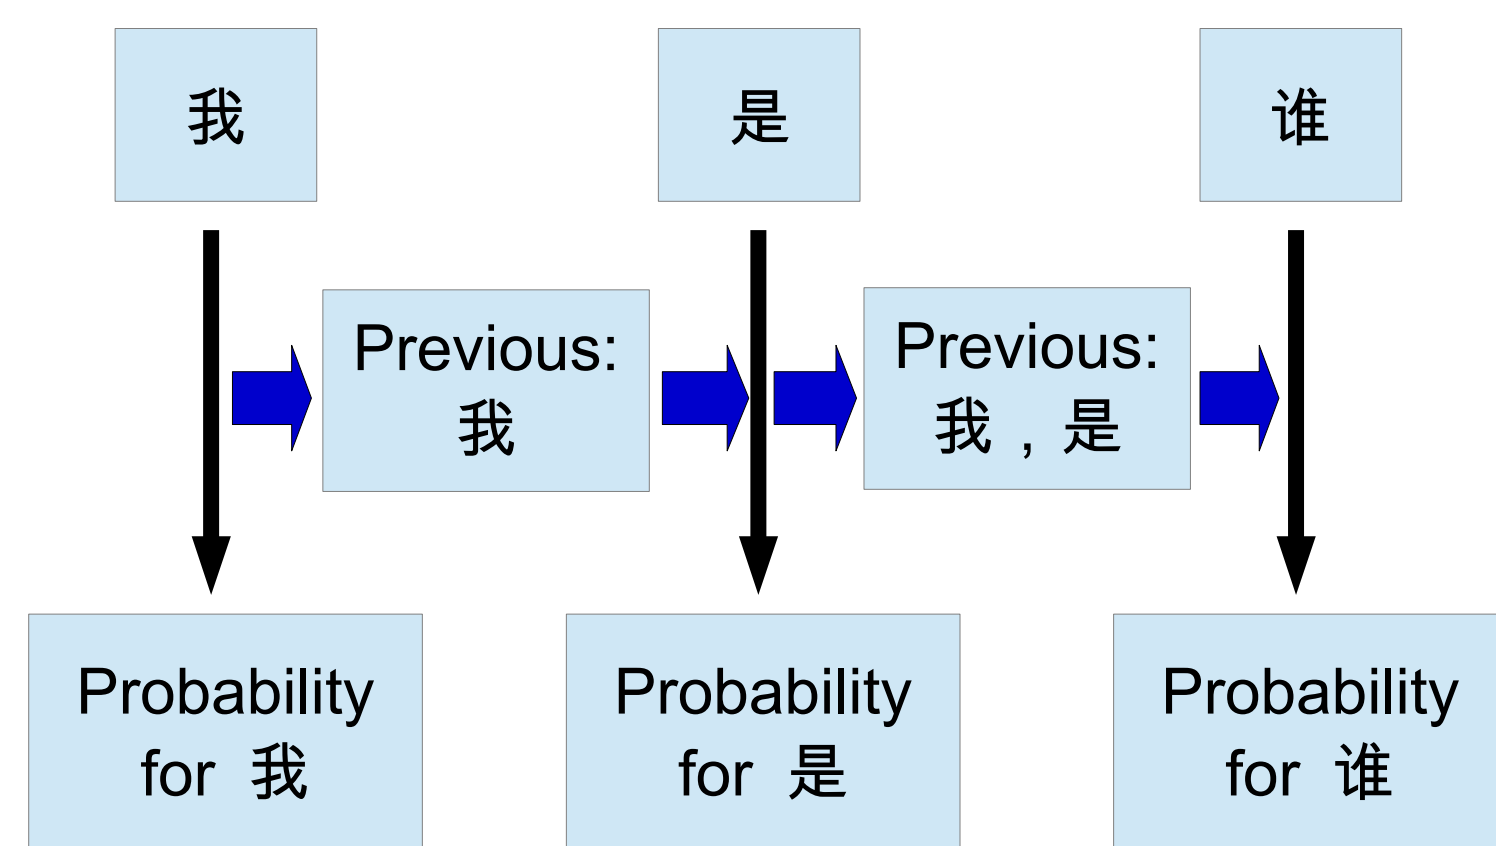 我
是
谁
Previous:
我
Previous:
我 , 是
Probability
for 我
Probability
for 是
Probability
for 谁